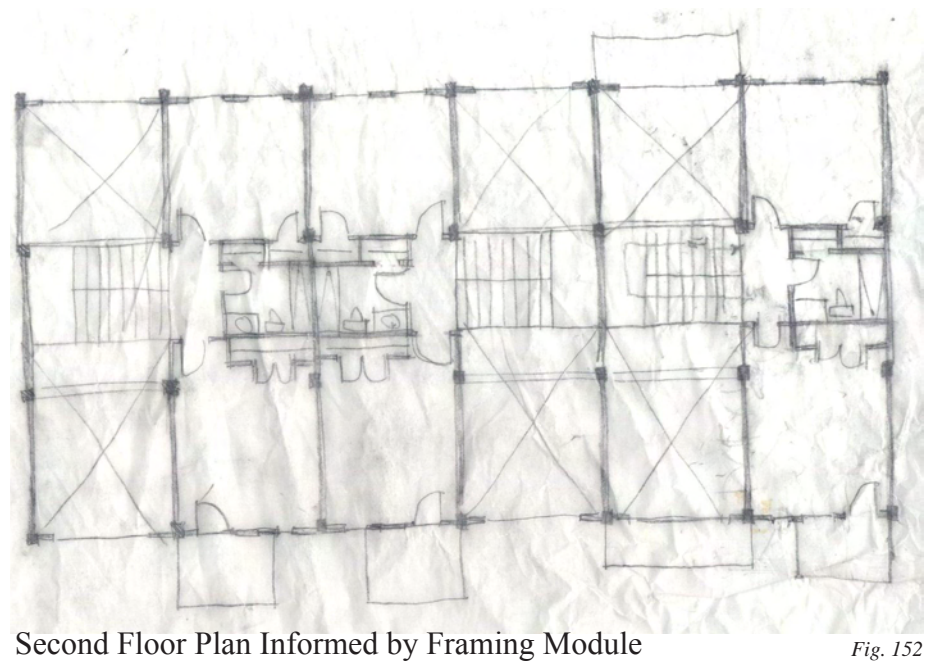 Second Floor Plan Informed by Framing Module
Fig. 152